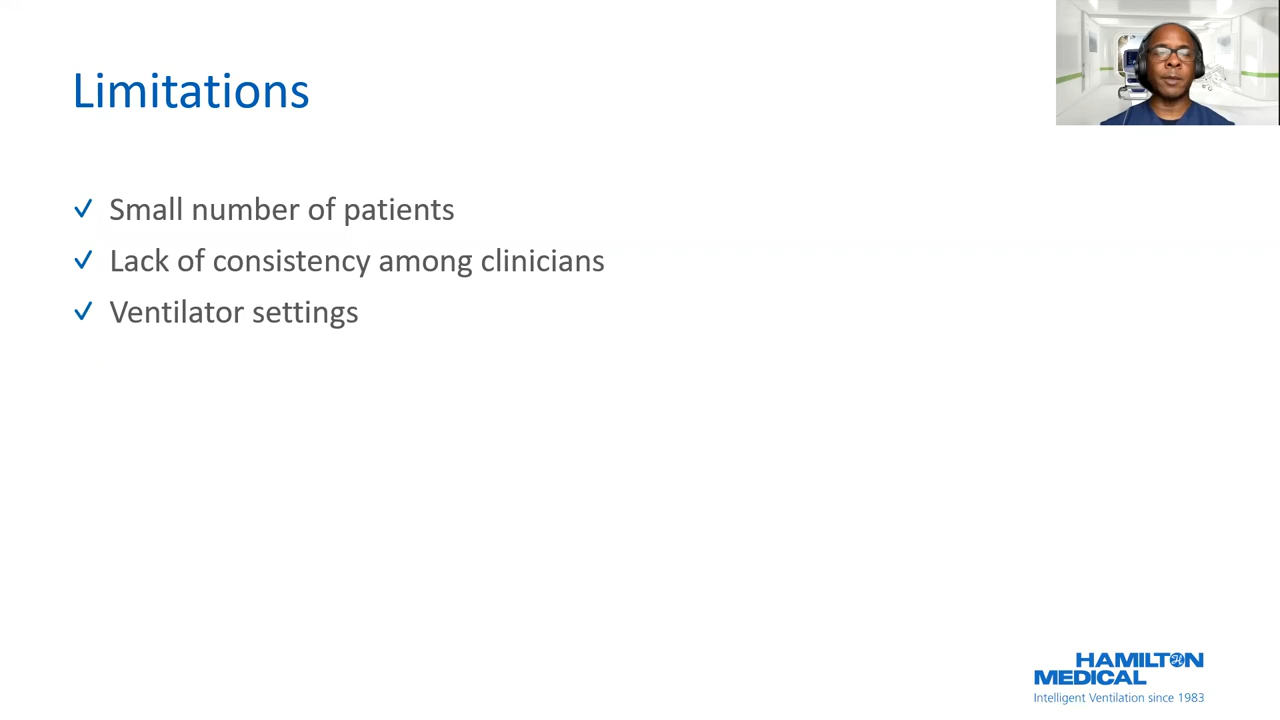 Limitations
✓ Small number of patients
✓ Lack of consistency among clinicians
✓ Ventilator settings
HAMILTON
MEDICAL
Intelligent Ventilation since 1983